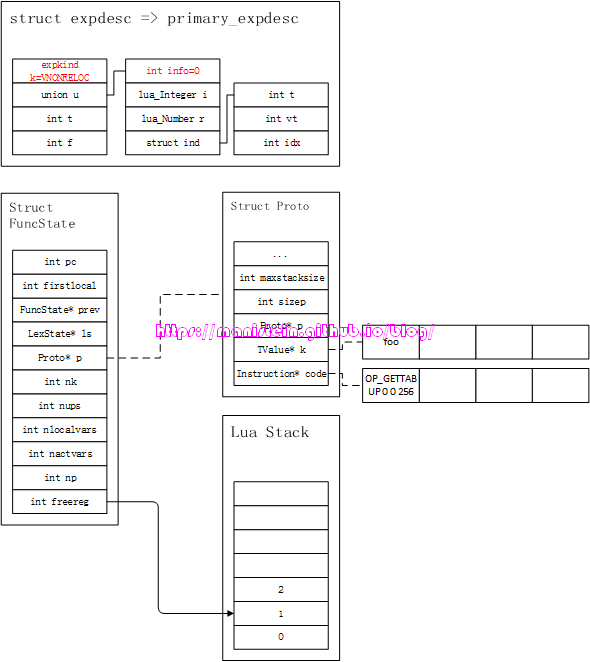 struct expdesc => primary_expdesc
expkind
k=VNONRELOC
union u
int t
int f
int info=0
lua_Integer i
lua_Number r
struct ind
int t
int vt
int idx
Struct
FuncState
int pc
int firstlocal
FuncState* prev
LexState* ls
Proto* p
int nk
int nups
int nlocalvars
int nactvars
int np
int freereg
Struct Proto
...
int maxstacksize
int sizep
Proto* p
TValue* k
Instruction* code
https://manistein.github.io/blog/
foo
OP_GETTAB
UP 0 0 256
Lua Stack
2
1
0